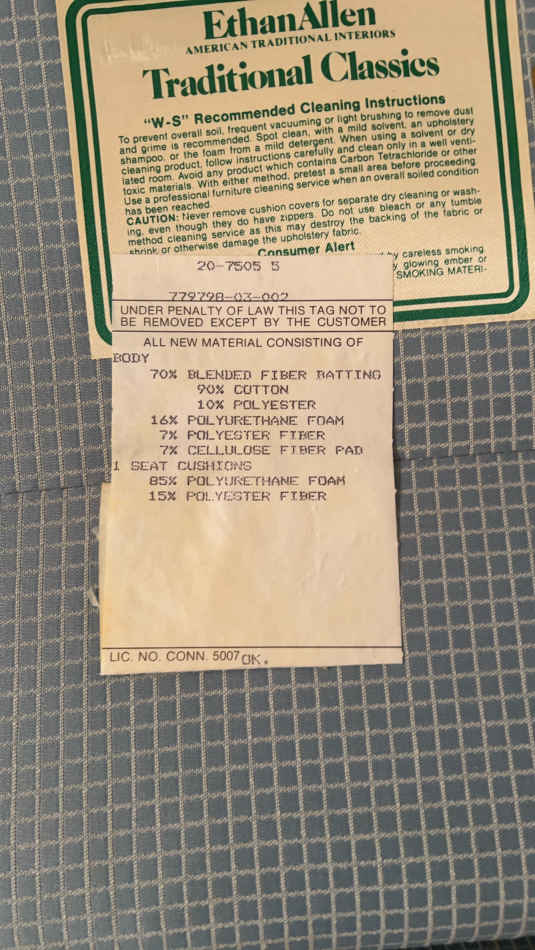 EthanAllen
AMERICAN TRADITIONAL INTERIORS
Traditional Classics
"W-S" Recommended Cleaning Instructions
To prevent overall soil, frequent vacuuming or light brushing to remove dust
and grime is recommended. Spot clean, with a mild solvent, an upholstery
shampoo, or the foam from a mild detergent. When using a solvent or dry
cleaning product, follow instructions carefully and clean only in a well venti-
lated room. Avoid any product which contains Carbon Tetrachloride or other
toxic materials. With either method, pretest a small area before proceeding
Use a professional furniture cleaning service when an overall soiled condition
has been reached.
CAUTION: Never remove cushion covers for separate dry cleaning or wash-
ing, even though they do have zippers. Do not use bleach or any tumble
method cleaning service as this may destroy the backing of the fabric or
shrink or otherwise damage the upholstery fabric.
Consumer Alert
by careless smoking.
glowing ember or
SMOKING MATERI-
20-7505 5
779798-03-002
UNDER PENALTY OF LAW THIS TAG NOT TO
BE REMOVED EXCEPT BY THE CUSTOMER
ALL NEW MATERIAL CONSISTING OF
BODY
70% BLENDED FIBER BATTING
90% COTTON
10% POLYESTER
16% POLYURETHANE FOAM
7% POLYESTER FIBER
7% CELLULOSE FIBER PAD
1 SEAT CUSHIONS
85% POLYURETHANE FOAM
15% POLYESTER FIBER
LIC. NO. CONN. 5007 OK.